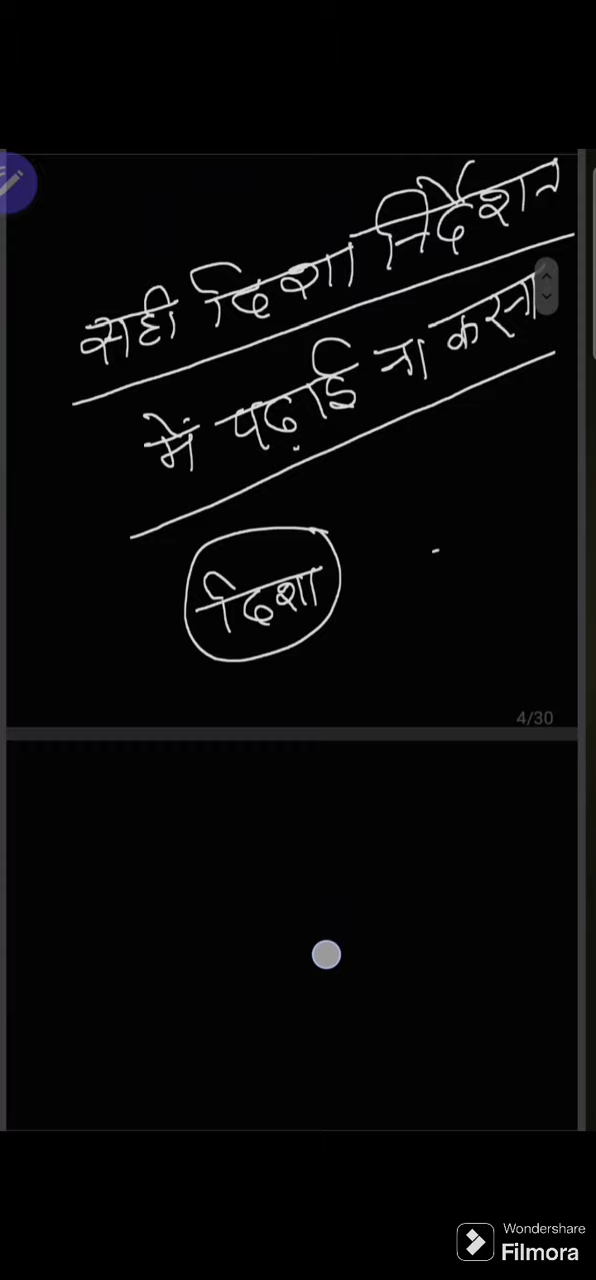 सही दिशा निर्देशन
में पढ़ाई ना करना
दिशा
4/30
Wondershare
Filmora